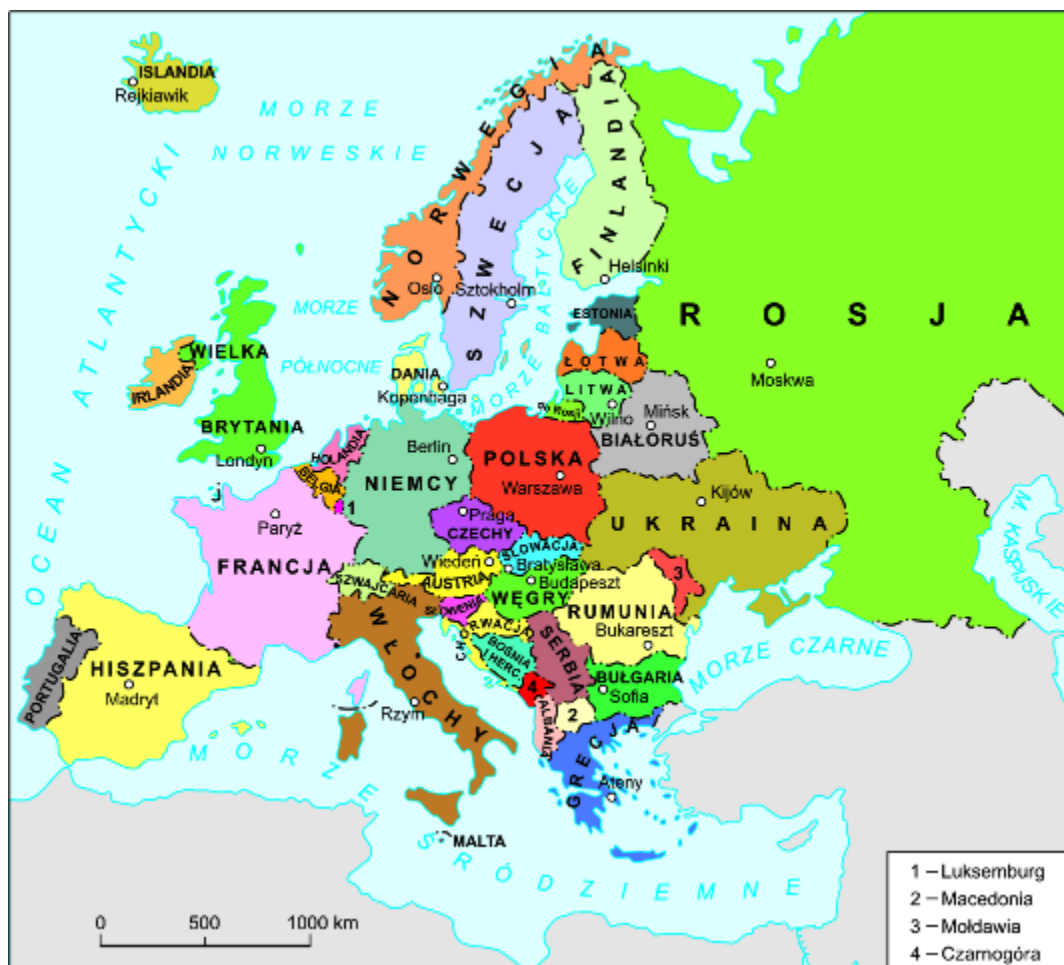 ISLANDIA
Rejkiawik
MORZE
NORWESKIE
OCEAN ATLANTYCKI
NORWEGIA
Oslo
SZWECJA
Sztokholm
FINLANDIA
Helsinki
MORZE BAŁTYCKIE
ROSJA
Moskwa
ESTONIA
ŁOTWA
LITWA
Wilno
do Rosji
MORZE
PÓŁNOCNE
DANIA
Kopenhaga
WIELKA
BRYTANIA
Londyn
IRLANDIA
HOLANDIA
BELGIA
1
NIEMCY
Berlin
POLSKA
Warszawa
Mińsk
BIAŁORUŚ
Kijów
UKRAINA
Paryż
FRANCJA
Praga
CZECHY
SŁOWACJA
Bratysława
Wiedeń
AUSTRIA
Budapeszt
WĘGRY
SZWAJCARIA
SŁOWENIA
CHORWACJA
BOŚNIA
I HERC.
SERBIA
3
RUMUNIA
Bukareszt
BUŁGARIA
Sofia
4
2
ALBANIA
GRECJA
Ateny
WŁOCHY
Rzym
PORTUGALIA
HISZPANIA
Madryt
MALTA
MORZE CZARNE
M. KASPIJSKIE
MORZE ŚRÓDZIEMNE
0 500 1000 km
1 – Luksemburg
2 – Macedonia
3 – Mołdawia
4 – Czarnogóra